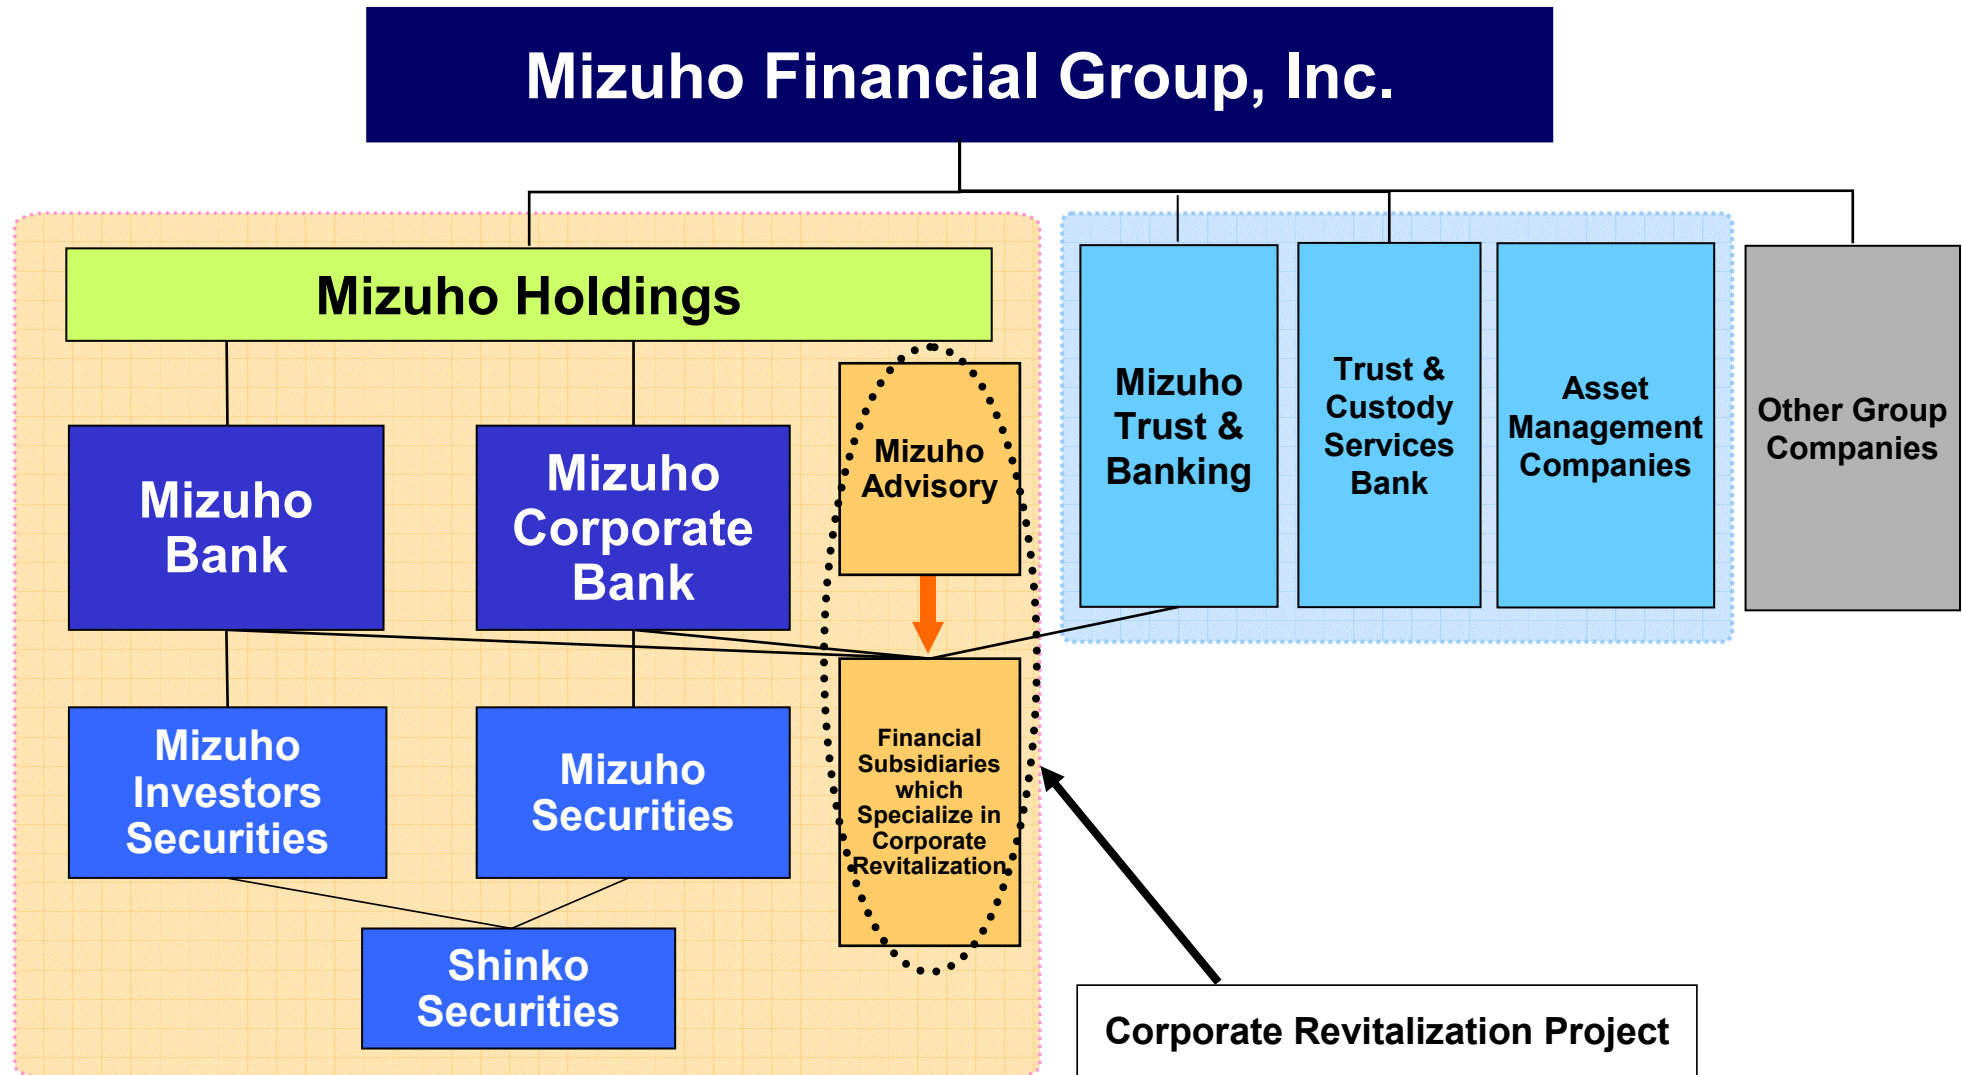 Mizuho Financial Group, Inc.
Mizuho Holdings
Mizuho
Bank
Mizuho
Corporate
Bank
Mizuho
Advisory
Mizuho
Trust &
Banking
Trust &
Custody
Services
Bank
Asset
Management
Companies
Other Group
Companies
Mizuho
Investors
Securities
Mizuho
Securities
Financial
Subsidiaries
which
Specialize in
Corporate
Revitalization
Shinko
Securities
Corporate Revitalization Project